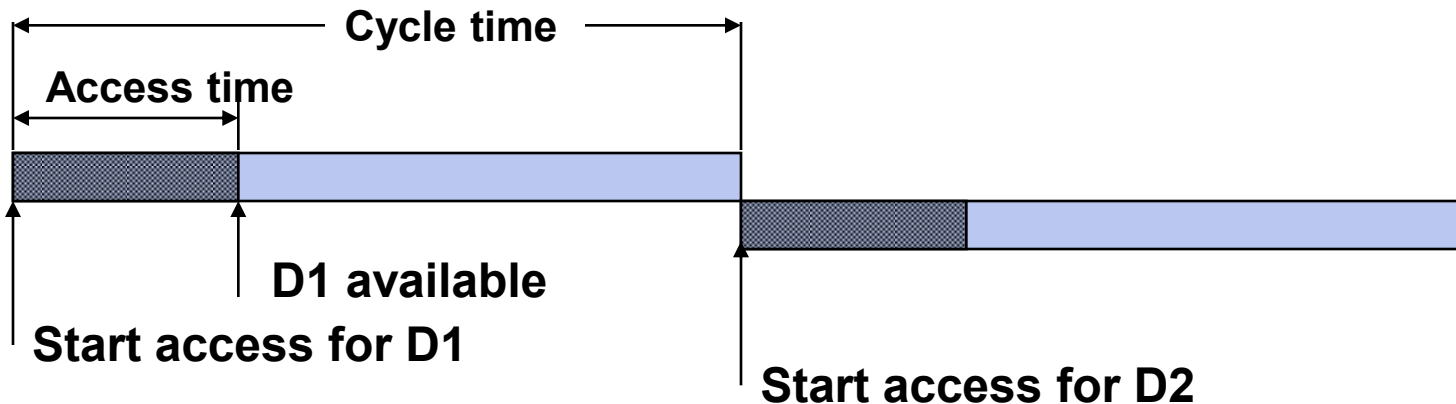 Cycle time
Access time
D1 available
Start access for D1
Start access for D2